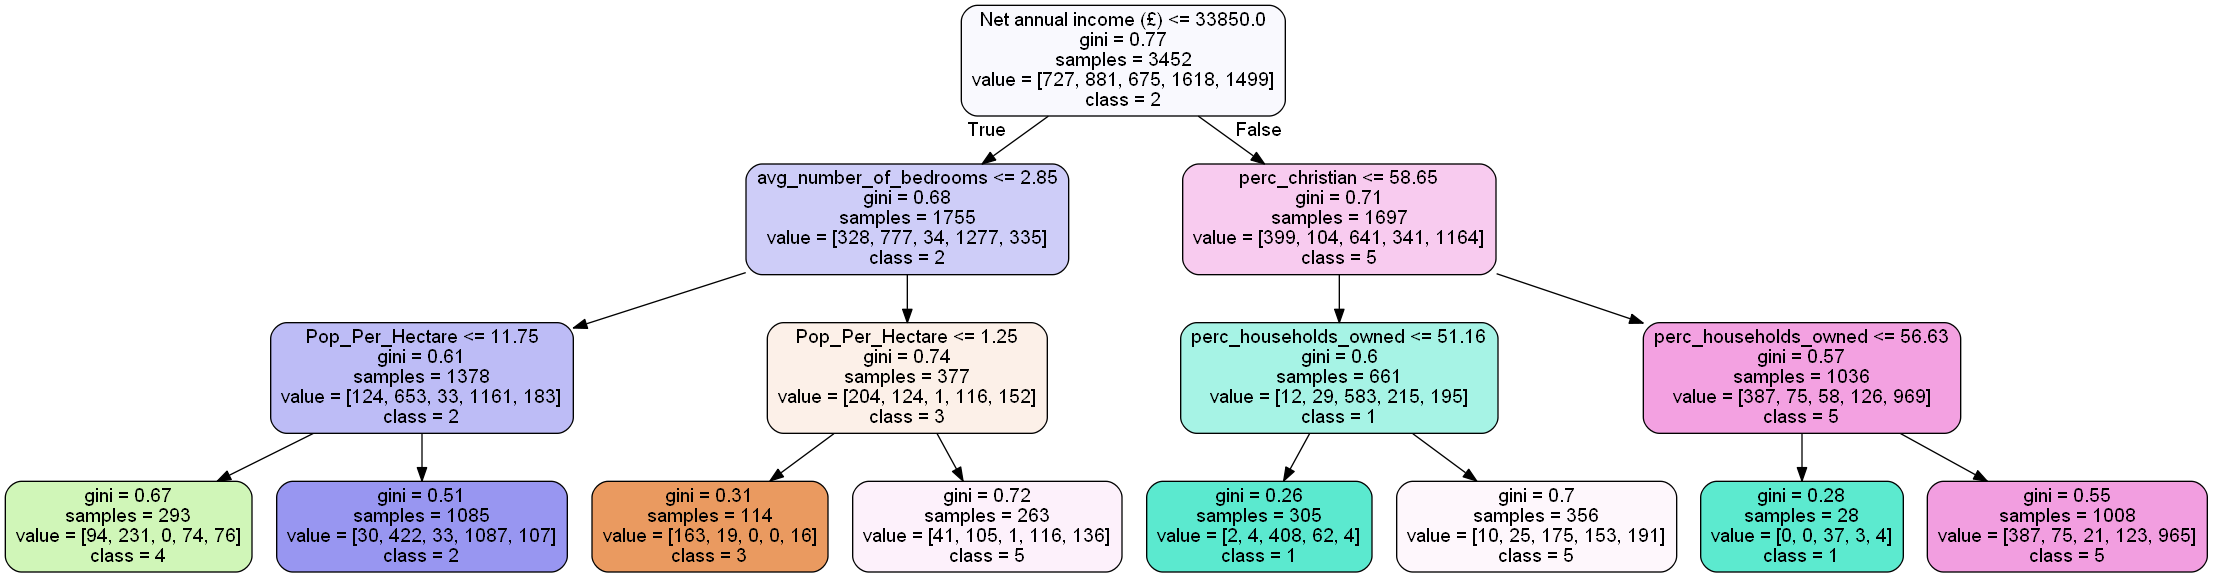 Net annual income (£) <= 33850.0
gini = 0.77
samples = 3452
value = [727, 881, 675, 1618, 1499]
class = 2
True
False
avg_number_of_bedrooms <= 2.85
gini = 0.68
samples = 1755
value = [328, 777, 34, 1277, 335]
class = 2
perc_christian <= 58.65
gini = 0.71
samples = 1697
value = [399, 104, 641, 341, 1164]
class = 5
Pop_Per_Hectare <= 11.75
gini = 0.61
samples = 1378
value = [124, 653, 33, 1161, 183]
class = 2
Pop_Per_Hectare <= 1.25
gini = 0.74
samples = 377
value = [204, 124, 1, 116, 152]
class = 3
perc_households_owned <= 51.16
gini = 0.6
samples = 661
value = [12, 29, 583, 215, 195]
class = 1
perc_households_owned <= 56.63
gini = 0.57
samples = 1036
value = [387, 75, 58, 126, 969]
class = 5
gini = 0.67
samples = 293
value = [94, 231, 0, 74, 76]
class = 4
gini = 0.51
samples = 1085
value = [30, 422, 33, 1087, 107]
class = 2
gini = 0.31
samples = 114
value = [163, 19, 0, 0, 16]
class = 3
gini = 0.72
samples = 263
value = [41, 105, 1, 116, 136]
class = 5
gini = 0.26
samples = 305
value = [2, 4, 408, 62, 4]
class = 1
gini = 0.7
samples = 356
value = [10, 25, 175, 153, 191]
class = 5
gini = 0.28
samples = 28
value = [0, 0, 37, 3, 4]
class = 1
gini = 0.55
samples = 1008
value = [387, 75, 21, 123, 965]
class = 5